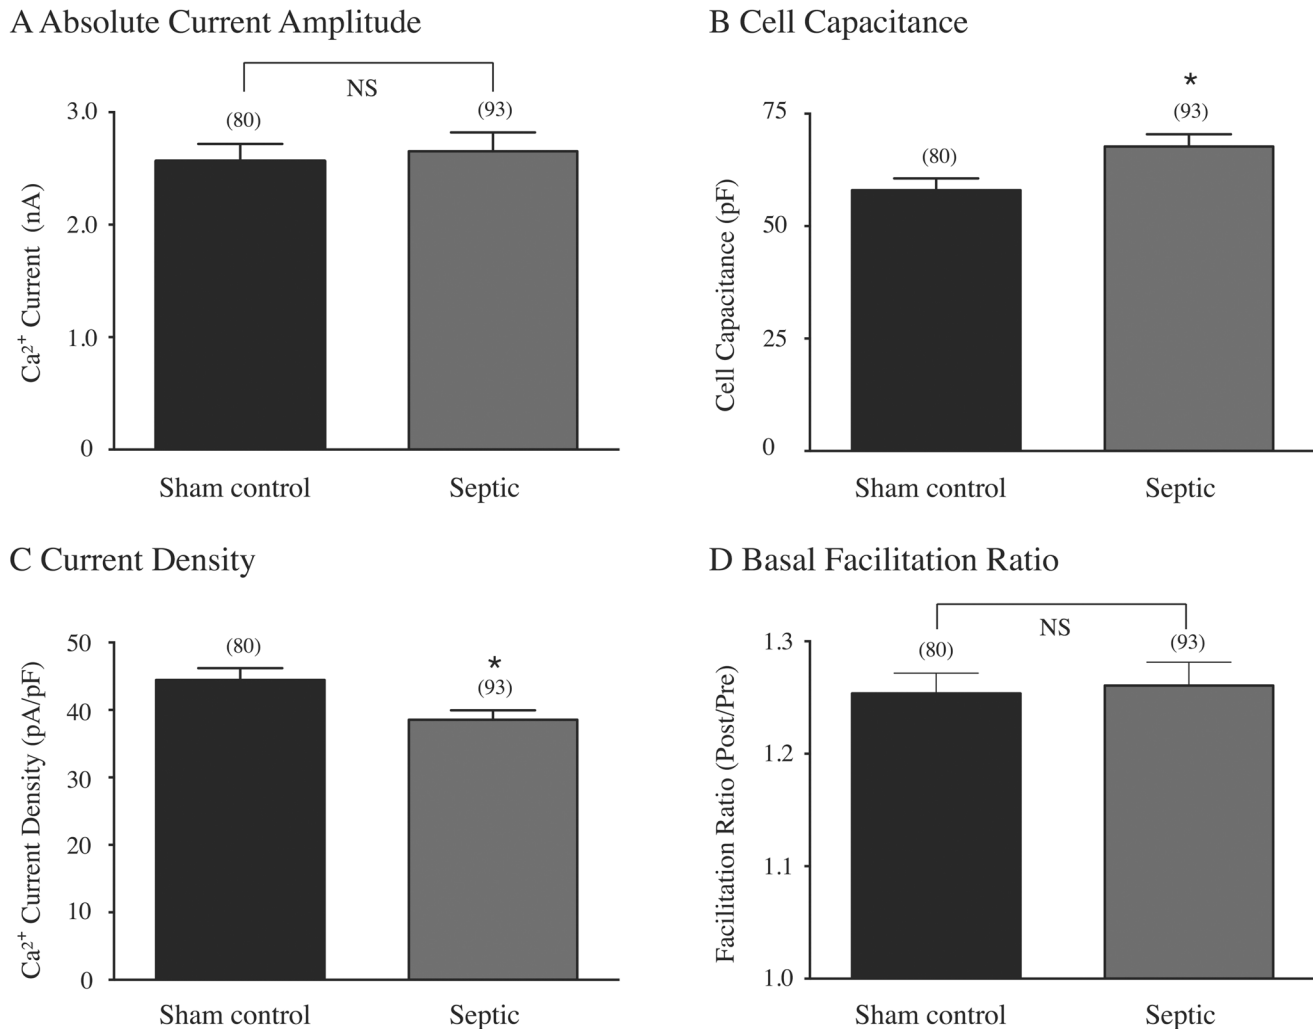 A Absolute Current Amplitude
NS
(80)
(93)
3.0
2.0
1.0
0
Ca²⁺ Current (nA)
Sham control
Septic
B Cell Capacitance
*
(80)
(93)
75
50
25
0
Cell Capacitance (pF)
Sham control
Septic
C Current Density
*
(80)
(93)
50
40
30
20
10
0
Ca²⁺ Current Density (pA/pF)
Sham control
Septic
D Basal Facilitation Ratio
NS
(80)
(93)
1.3
1.2
1.1
1.0
Facilitation Ratio (Post/Pre)
Sham control
Septic